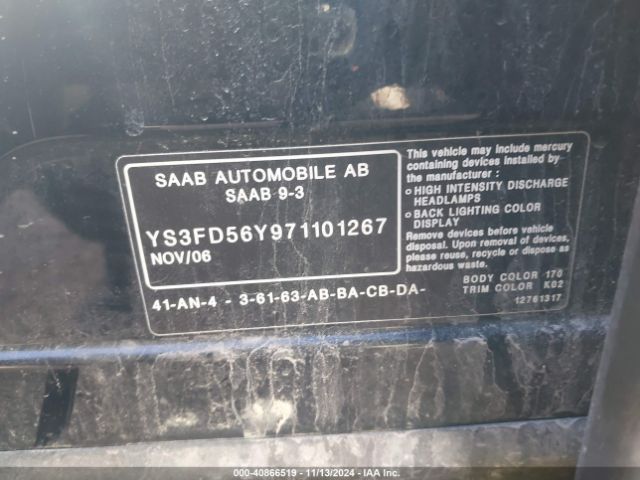 SAAB AUTOMOBILE AB
SAAB 9-3
YS3FD56Y971101267
NOV/06
41-AN-4 - 3-61-63-AB-BA-CB-DA-
This vehicle may include mercury
containing devices installed by
the manufacturer :
o HIGH INTENSITY DISCHARGE
HEADLAMPS
o BACK LIGHTING COLOR
DISPLAY
Remove devices before vehicle
disposal. Upon removal of devices,
please reuse, recycle or dispose as
hazardous waste.
BODY COLOR 170
TRIM COLOR K02
12761317
000-40866519 - 11/13/2024 - IAA Inc.